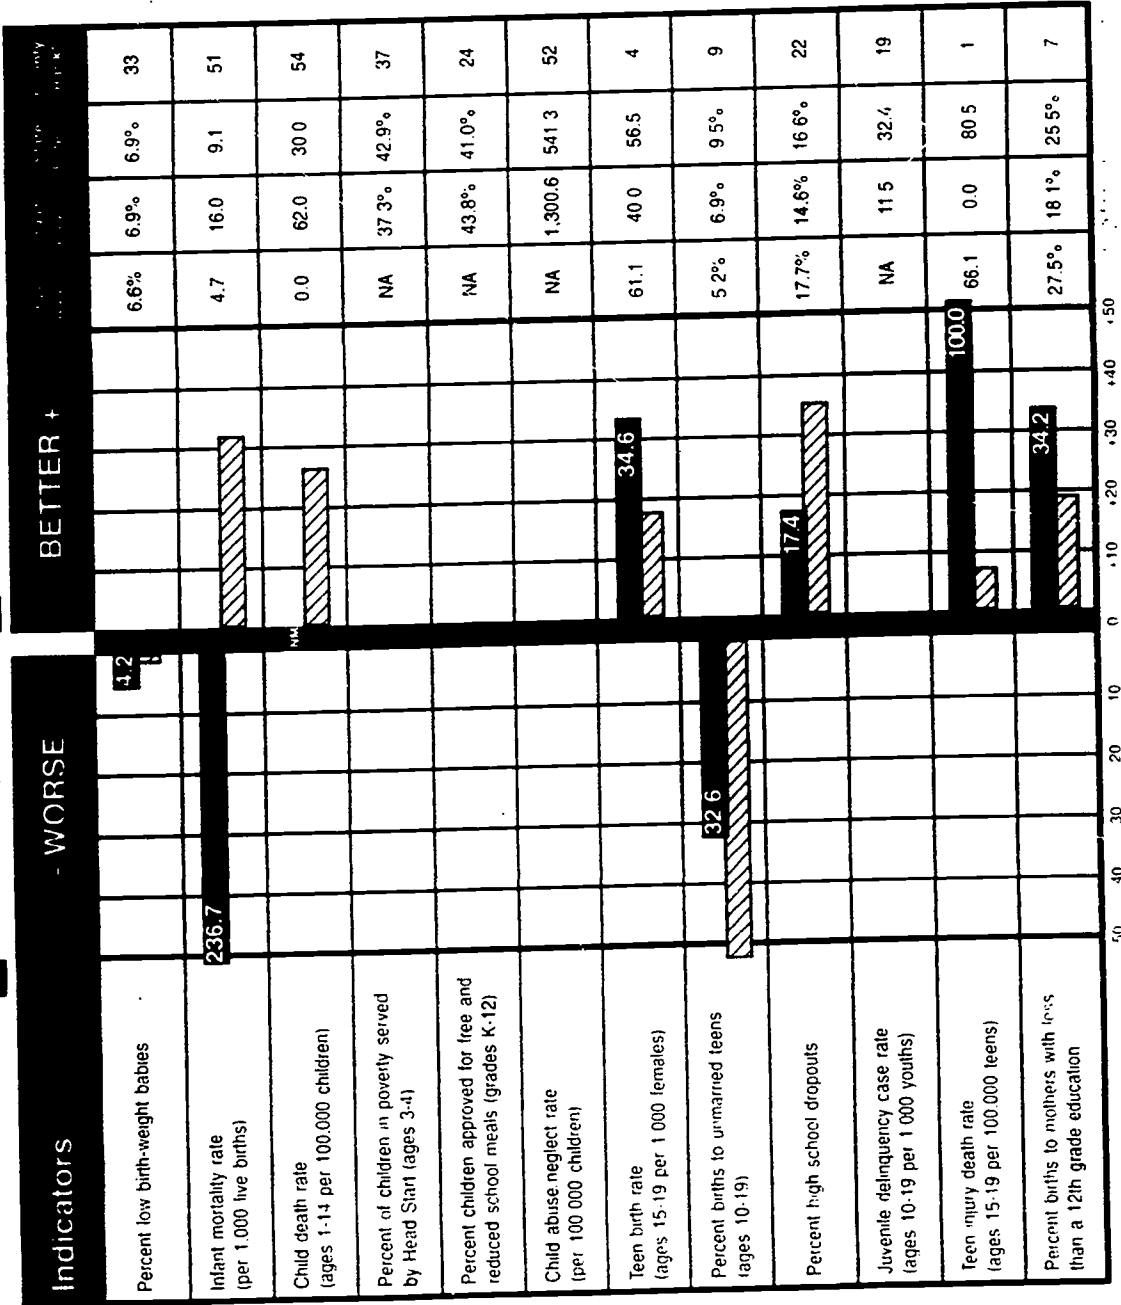 Indicators - WORSE BETTER +
Percent low birth-weight babies 4.2 6.6% 6.9% 6.9% 33
Infant mortality rate
(per 1.000 live births) 236.7 4.7 16.0 9.1 51
Child death rate
(ages 1-14 per 100.000 children) NM 0.0 62.0 30 0 54
Percent of children in poverty served
by Head Start (ages 3-4) NA 37 3% 42.9% 37
Percent children approved for free and
reduced school meals (grades K-12) NA 43.8% 41.0% 24
Child abuse.neglect rate
(per 100 000 children) NA 1,300.6 541 3 52
Teen birth rate
(ages 15-19 per 1 000 females) 34.6 61.1 40 0 56.5 4
Percent births to unmarried teens
(ages 10-19) 32 6 5 2% 6.9% 9 5% 9
Percent high school dropouts 17.4 17.7% 14.6% 16 6% 22
Juvenile delinquency case rate
(ages 10-19 per 1 000 youths) NA 11 5 32.4 19
Teen injury death rate
(ages 15-19 per 100.000 teens) 100.0 66.1 0.0 80 5 1
Percent births to mothers with less
than a 12th grade education 34.2 27.5% 18 1% 25 5% 7
50 40 30 20 10 0 +10 +20 +30 +40 +50